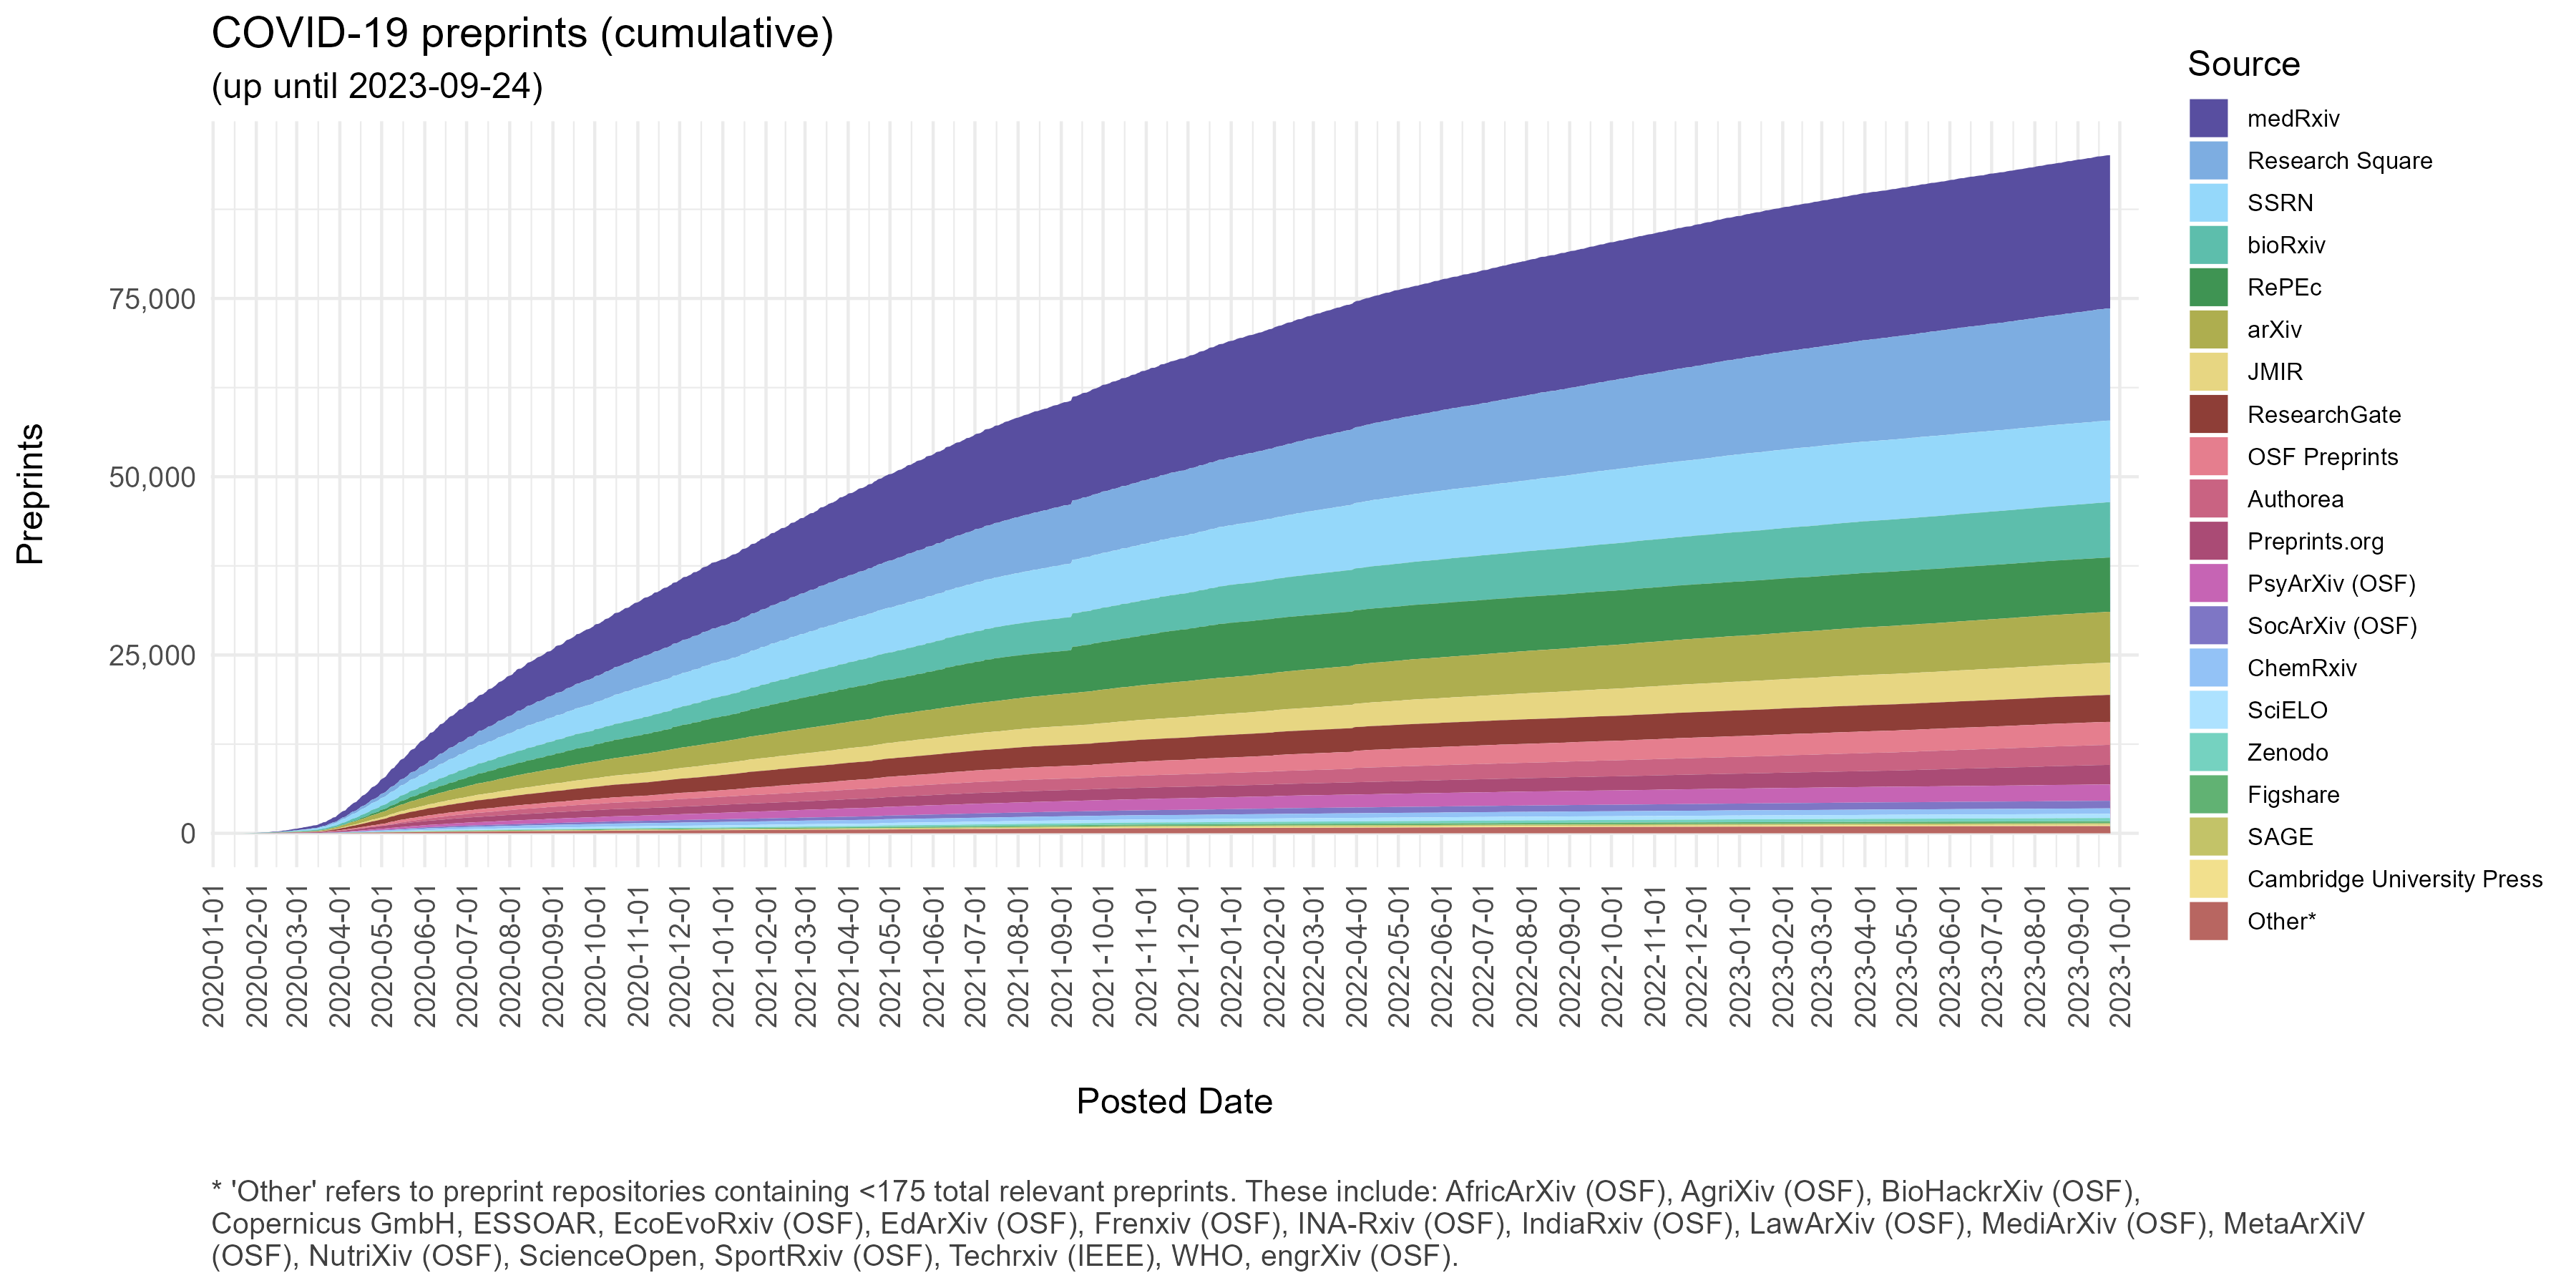 COVID-19 preprints (cumulative)
(up until 2023-09-24)
Preprints
75,000
50,000
25,000
0
2020-01-01
2020-02-01
2020-03-01
2020-04-01
2020-05-01
2020-06-01
2020-07-01
2020-08-01
2020-09-01
2020-10-01
2020-11-01
2020-12-01
2021-01-01
2021-02-01
2021-03-01
2021-04-01
2021-05-01
2021-06-01
2021-07-01
2021-08-01
2021-09-01
2021-10-01
2021-11-01
2021-12-01
2022-01-01
2022-02-01
2022-03-01
2022-04-01
2022-05-01
2022-06-01
2022-07-01
2022-08-01
2022-09-01
2022-10-01
2022-11-01
2022-12-01
2023-01-01
2023-02-01
2023-03-01
2023-04-01
2023-05-01
2023-06-01
2023-07-01
2023-08-01
2023-09-01
2023-10-01
Posted Date
Source
medRxiv
Research Square
SSRN
bioRxiv
RePEc
arXiv
JMIR
ResearchGate
OSF Preprints
Authorea
Preprints.org
PsyArXiv (OSF)
SocArXiv (OSF)
ChemRxiv
SciELO
Zenodo
Figshare
SAGE
Cambridge University Press
Other*
* 'Other' refers to preprint repositories containing <175 total relevant preprints. These include: AfricArXiv (OSF), AgriXiv (OSF), BioHackrXiv (OSF),
Copernicus GmbH, ESSOAR, EcoEvoRxiv (OSF), EdArXiv (OSF), Frenxiv (OSF), INA-Rxiv (OSF), IndiaRxiv (OSF), LawArXiv (OSF), MediArXiv (OSF), MetaArXiV
(OSF), NutriXiv (OSF), ScienceOpen, SportRxiv (OSF), Techrxiv (IEEE), WHO, engrXiv (OSF).